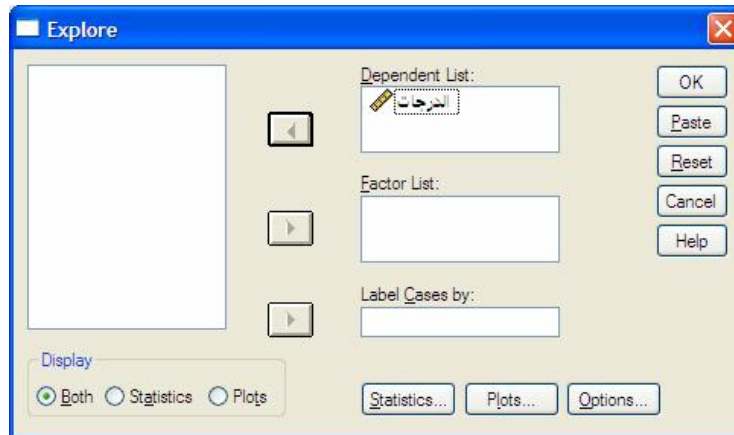 Explore
Dependent List:
الدرجات
Factor List:
Label Cases by:
OK
Paste
Reset
Cancel
Help
Display
Both Statistics Plots
Statistics... Plots... Options...